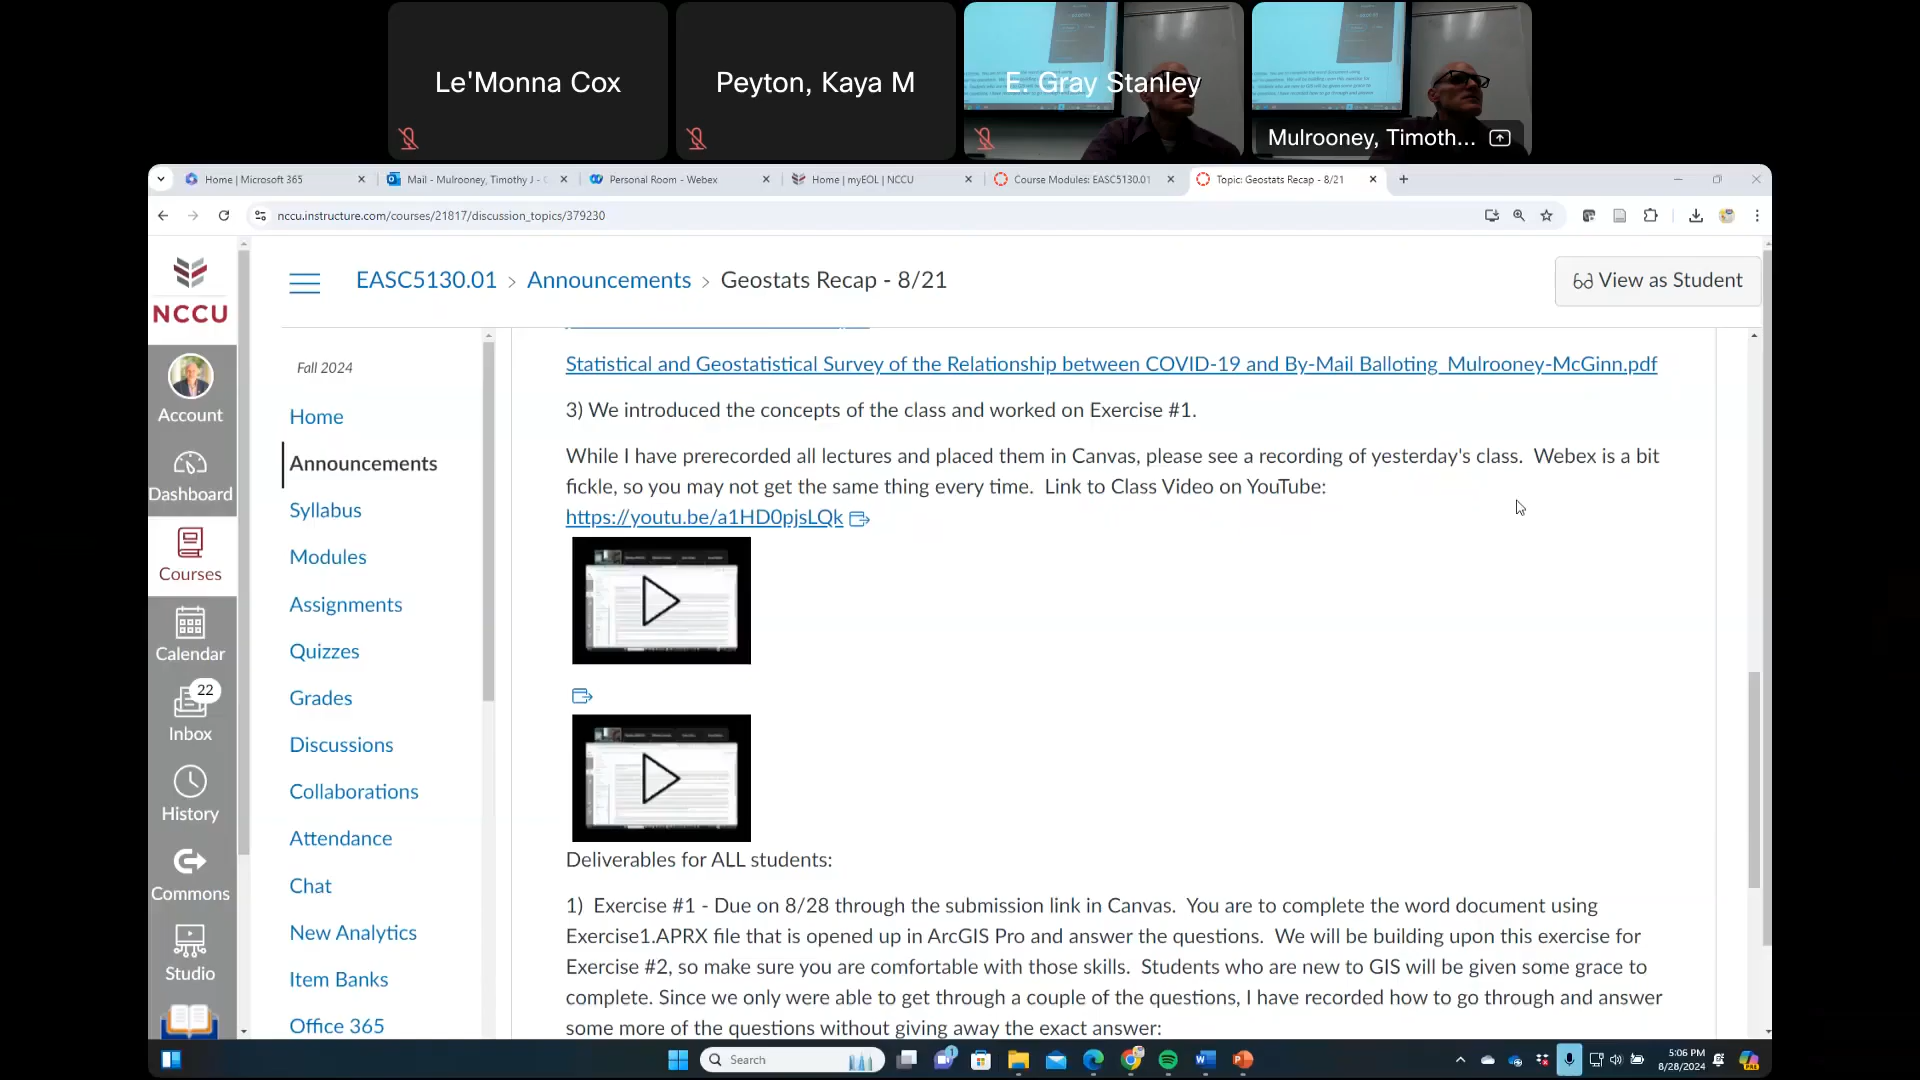 Le'Monna Cox
Peyton, Kaya M
E. Gray Stanley
Mulrooney, Timoth...
Home | Microsoft 365
Mail - Mulrooney, Timothy J -
Personal Room - Webex
Home | myEOL | NCCU
Course Modules: EASC5130.01
Topic: Geostats Recap - 8/21
nccu.instructure.com/courses/21817/discussion_topics/379230
NCCU
EASC5130.01 > Announcements > Geostats Recap - 8/21
View as Student
Account
Dashboard
Courses
Calendar
22
Inbox
History
Commons
Studio
Fall 2024
Home
Announcements
Syllabus
Modules
Assignments
Quizzes
Grades
Discussions
Collaborations
Attendance
Chat
New Analytics
Item Banks
Office 365
Statistical and Geostatistical Survey of the Relationship between COVID-19 and By-Mail Balloting_Mulrooney-McGinn.pdf
3) We introduced the concepts of the class and worked on Exercise #1.
While I have prerecorded all lectures and placed them in Canvas, please see a recording of yesterday's class. Webex is a bit
fickle, so you may not get the same thing every time. Link to Class Video on YouTube:
https://youtu.be/a1HD0pjsLQk
Deliverables for ALL students:
1) Exercise #1 - Due on 8/28 through the submission link in Canvas. You are to complete the word document using
Exercise1.APRX file that is opened up in ArcGIS Pro and answer the questions. We will be building upon this exercise for
Exercise #2, so make sure you are comfortable with those skills. Students who are new to GIS will be given some grace to
complete. Since we only were able to get through a couple of the questions, I have recorded how to go through and answer
some more of the questions without giving away the exact answer:
Search
5:06 PM
8/28/2024